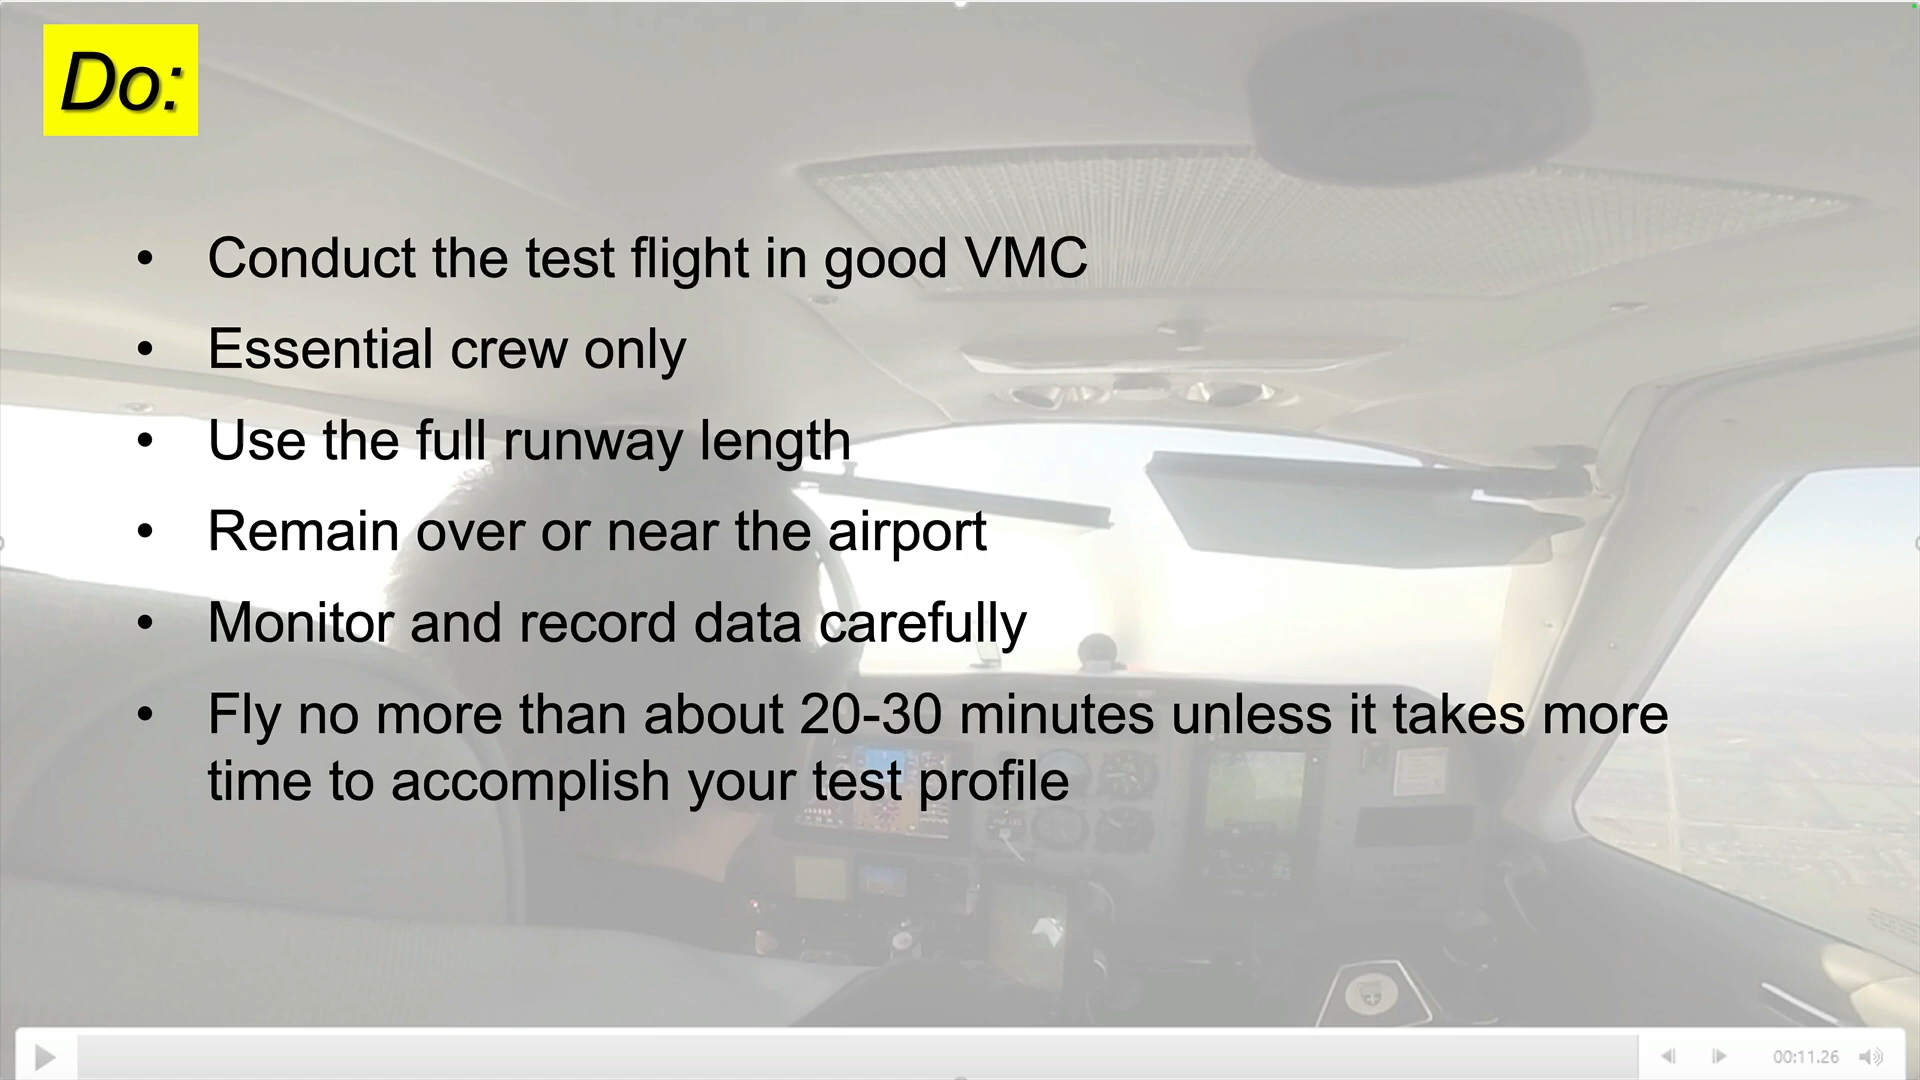 Do:
• Conduct the test flight in good VMC
• Essential crew only
• Use the full runway length
• Remain over or near the airport
• Monitor and record data carefully
• Fly no more than about 20-30 minutes unless it takes more
time to accomplish your test profile
00:11.26